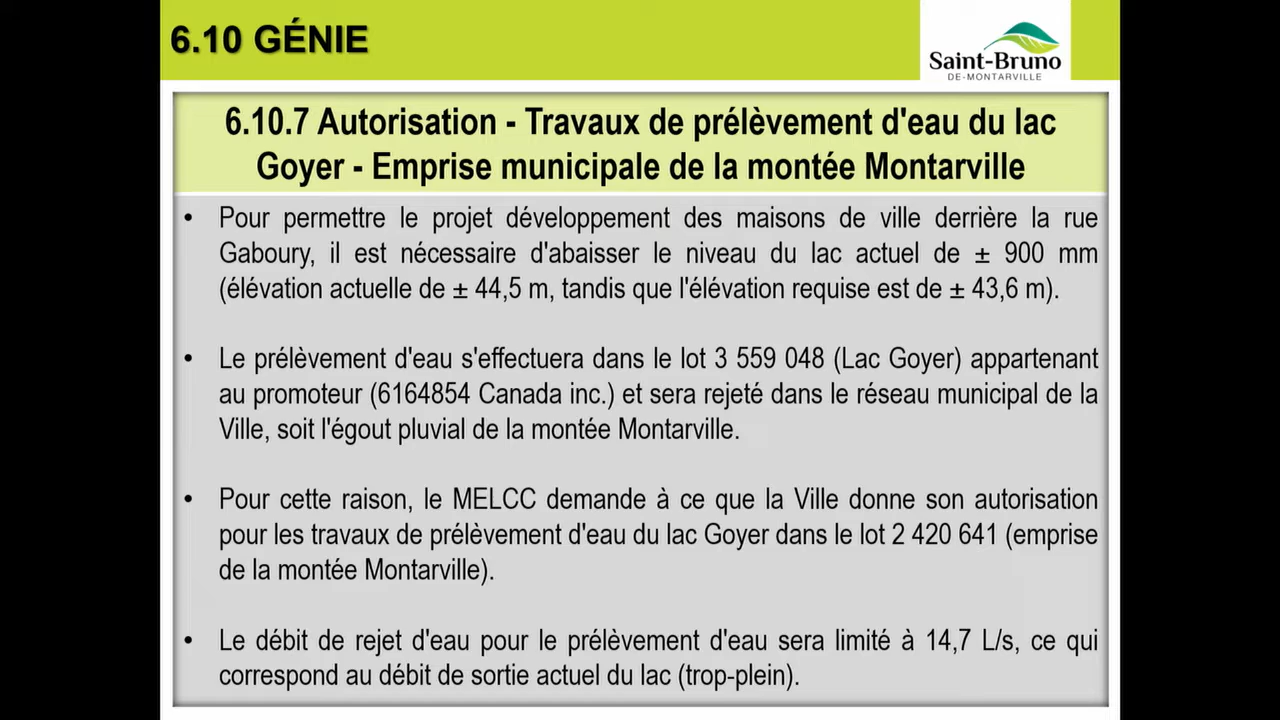 6.10 GÉNIE
Saint-Bruno
DE-MONTARVILLE
6.10.7 Autorisation - Travaux de prélèvement d'eau du lac
Goyer - Emprise municipale de la montée Montarville
• Pour permettre le projet développement des maisons de ville derrière la rue
Gaboury, il est nécessaire d'abaisser le niveau du lac actuel de ± 900 mm
(élévation actuelle de ± 44,5 m, tandis que l'élévation requise est de ± 43,6 m).
• Le prélèvement d'eau s'effectuera dans le lot 3 559 048 (Lac Goyer) appartenant
au promoteur (6164854 Canada inc.) et sera rejeté dans le réseau municipal de la
Ville, soit l'égout pluvial de la montée Montarville.
• Pour cette raison, le MELCC demande à ce que la Ville donne son autorisation
pour les travaux de prélèvement d'eau du lac Goyer dans le lot 2 420 641 (emprise
de la montée Montarville).
• Le débit de rejet d'eau pour le prélèvement d'eau sera limité à 14,7 L/s, ce qui
correspond au débit de sortie actuel du lac (trop-plein).